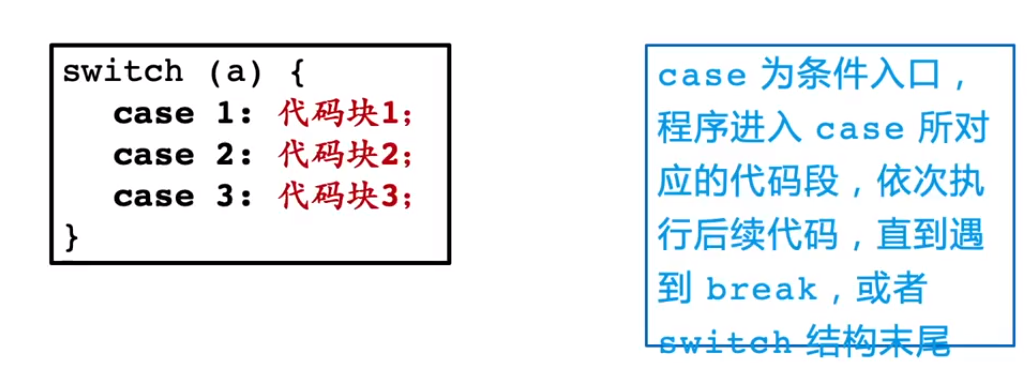 switch (a) {
case 1: 代码块1;
case 2: 代码块2;
case 3: 代码块3;
}
case 为条件入口，
程序进入 case 所对
应的代码段，依次执
行后续代码，直到遇
到 break，或者
switch 结构末尾